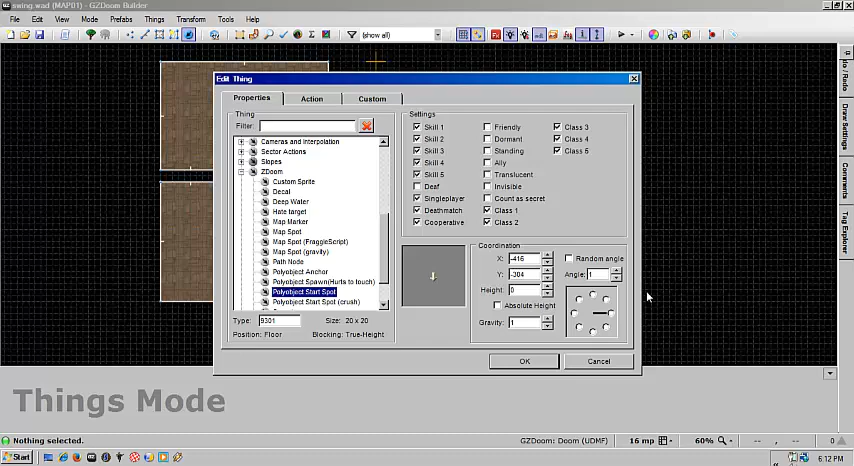 swing.wad (MAP01) - GZDoom Builder
File Edit View Mode Prefabs Things Transform Tools Help
(show all)
Edit Thing
Properties Action Custom
Thing
Filter:
Cameras and Interpolation
Sector Actions
Slopes
ZDoom
Custom Sprite
Decal
Deep Water
Hate target
Map Marker
Map Spot
Map Spot (FraggleScript)
Map Spot (gravity)
Path Node
Polyobject Anchor
Polyobject Spawn(Hurts to touch)
Polyobject Start Spot
Polyobject Start Spot (crush)
Type: 9301 Size: 20 x 20
Position: Floor Blocking: True-Height
Settings
Skill 1 Friendly Class 3
Skill 2 Dormant Class 4
Skill 3 Standing Class 5
Skill 4 Ally
Skill 5 Translucent
Deaf Invisible
Singleplayer Count as secret
Deathmatch Class 1
Cooperative Class 2
Coordination
X: -416 Random angle
Y: -304 Angle: 1
Height: 0
Absolute Height
Gravity: 1
OK Cancel
Undo / Redo
Draw Settings
Comments
Tag Explorer
Things Mode
Nothing selected. GZDoom: Doom (UDMF) 16 mp 60% -- , -- 0
Start « 6:12 PM